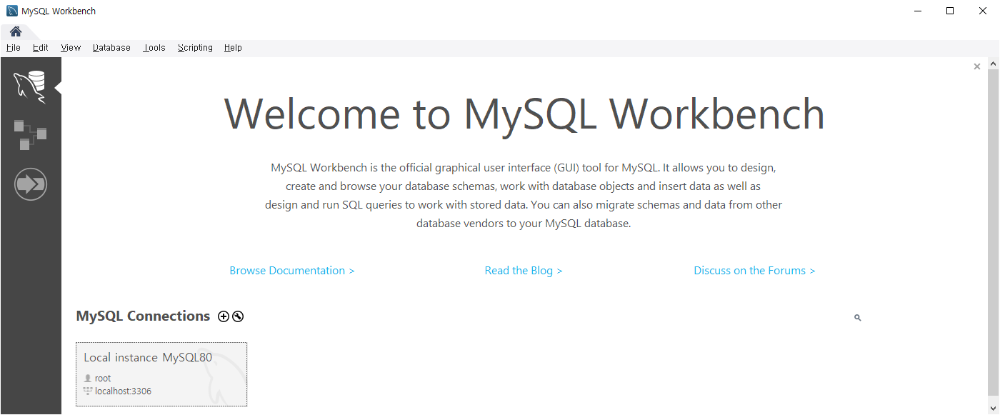 MySQL Workbench
File Edit View Database Tools Scripting Help
Welcome to MySQL Workbench
MySQL Workbench is the official graphical user interface (GUI) tool for MySQL. It allows you to design,
create and browse your database schemas, work with database objects and insert data as well as
design and run SQL queries to work with stored data. You can also migrate schemas and data from other
database vendors to your MySQL database.
Browse Documentation > Read the Blog > Discuss on the Forums >
MySQL Connections
Local instance MySQL80
root
localhost:3306